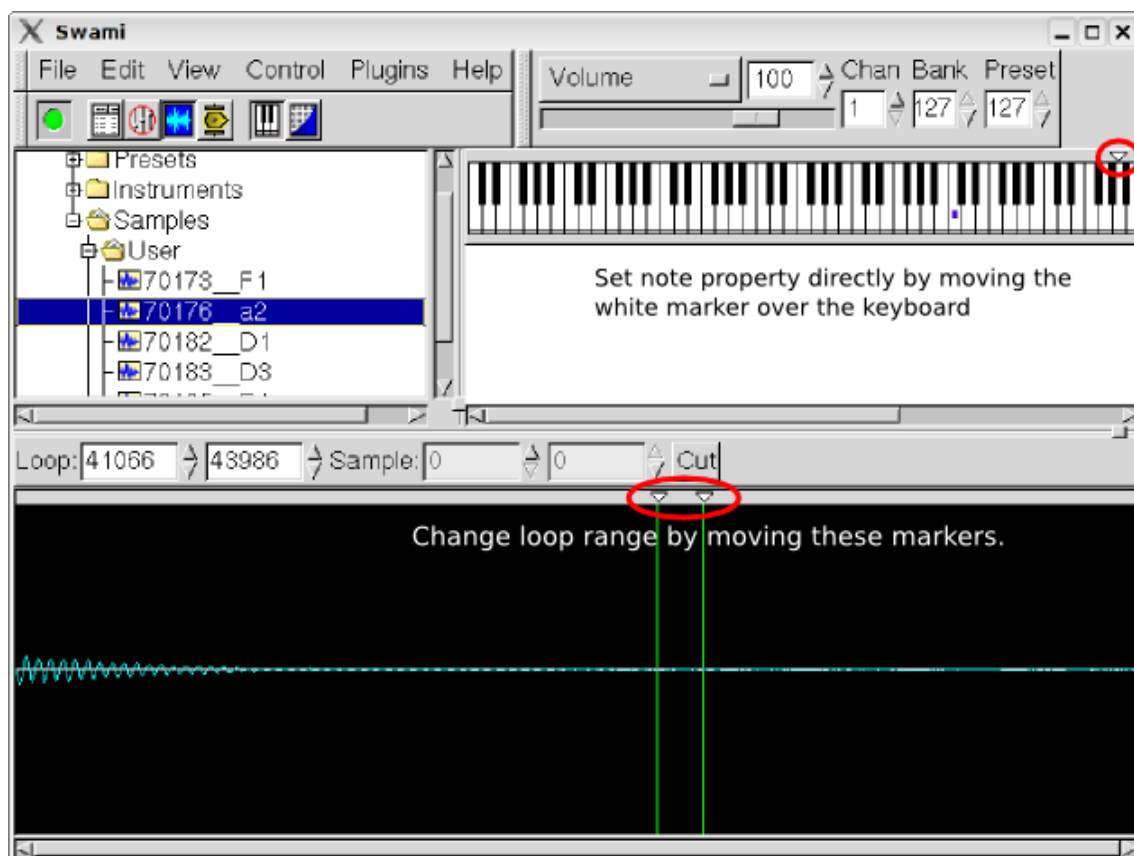 Swami
File Edit View Control Plugins Help
Volume 100 Chan Bank Preset
1 127 127
Presets
Instruments
Samples
User
70173__F1
70176__a2
70182__D1
70183__D3
Set note property directly by moving the
white marker over the keyboard
Loop: 41066 43986 Sample: 0 0 Cut
Change loop range by moving these markers.